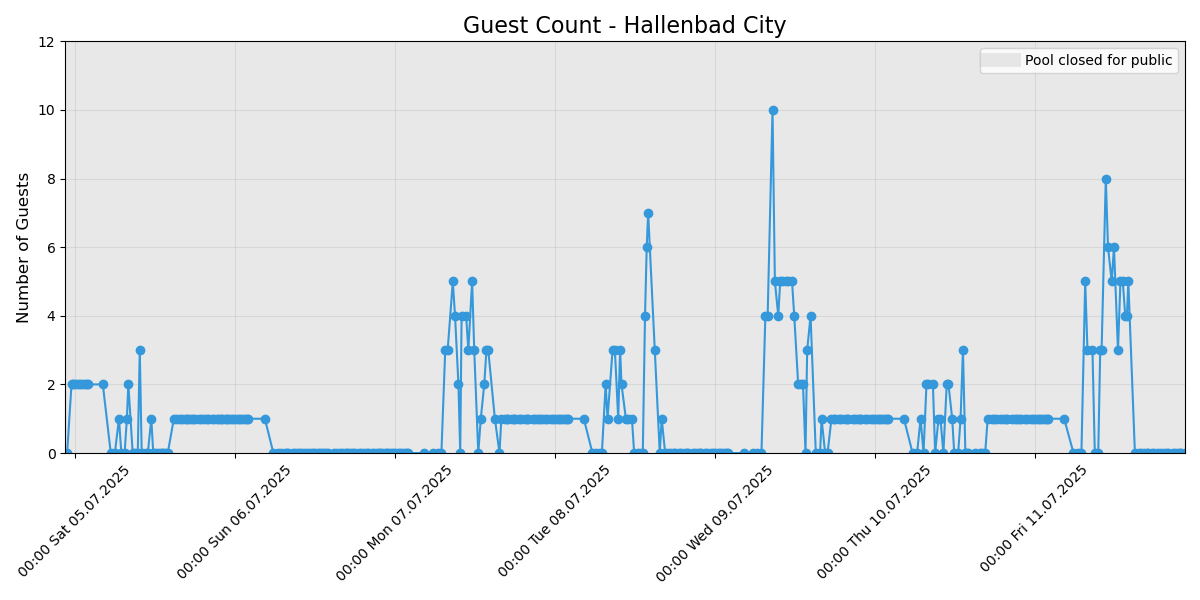 Guest Count - Hallenbad City
Pool closed for public
Number of Guests
12
10
8
6
4
2
0
00:00 Sat 05.07.2025
00:00 Sun 06.07.2025
00:00 Mon 07.07.2025
00:00 Tue 08.07.2025
00:00 Wed 09.07.2025
00:00 Thu 10.07.2025
00:00 Fri 11.07.2025